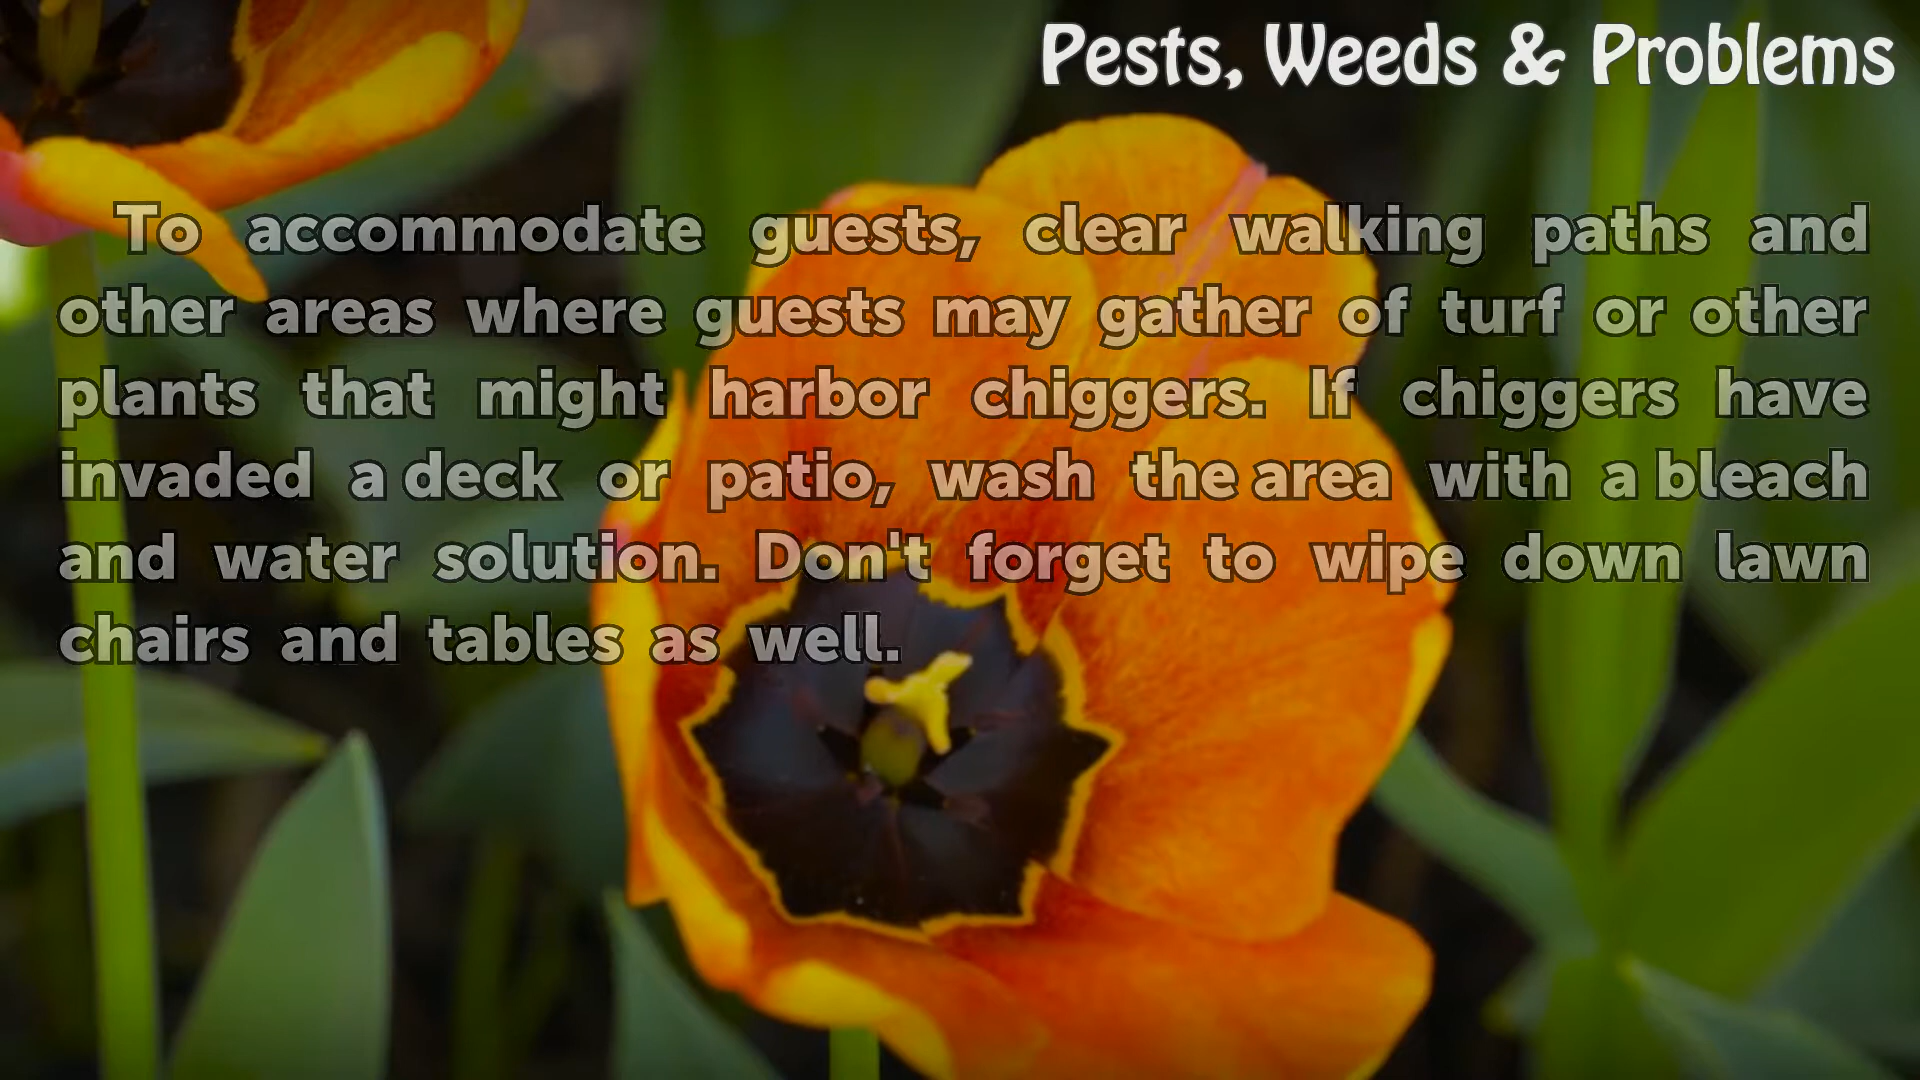 Pests, Weeds & Problems
To accommodate guests, clear walking paths and
other areas where guests may gather of turf or other
plants that might harbor chiggers. If chiggers have
invaded a deck or patio, wash the area with a bleach
and water solution. Don't forget to wipe down lawn
chairs and tables as well.